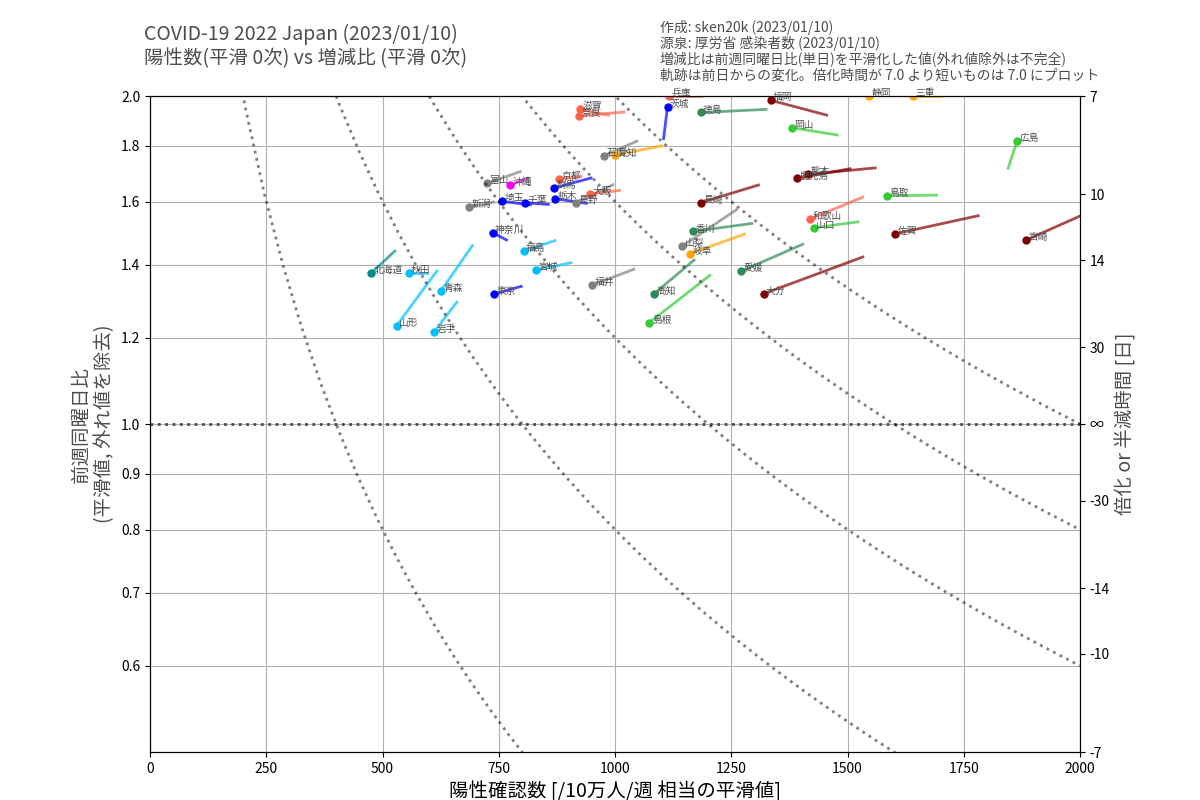 COVID-19 2022 Japan (2023/01/10)
陽性数(平滑 0次) vs 増減比 (平滑 0次)
作成: sken20k (2023/01/10)
源泉: 厚労省 感染者数 (2023/01/10)
増減比は前週同曜日比(単日)を平滑化した値(外れ値除外は不完全)
軌跡は前日からの変化。倍化時間が 7.0 より短いものは 7.0 にプロット
前週同曜日比
(平滑値, 外れ値を除去)
2.0
1.8
1.6
1.4
1.2
1.0
0.9
0.8
0.7
0.6
兵庫
静岡
三重
滋賀
奈良
茨城
徳島
福岡
岡山
広島
石川
愛知
富山
沖縄
京都
群馬
熊本
鹿児島
新潟
埼玉
千葉
栃木
長野
大阪
長崎
鳥取
和歌山
山口
神奈川
福島
香川
山梨
岐阜
佐賀
宮崎
北海道
秋田
青森
宮城
東京
福井
愛媛
高知
大分
山形
岩手
島根
7
10
14
30
∞
-30
-14
-10
-7
倍化 or 半減時間 [日]
0
250
500
750
1000
1250
1500
1750
2000
陽性確認数 [/10万人/週 相当の平滑値]